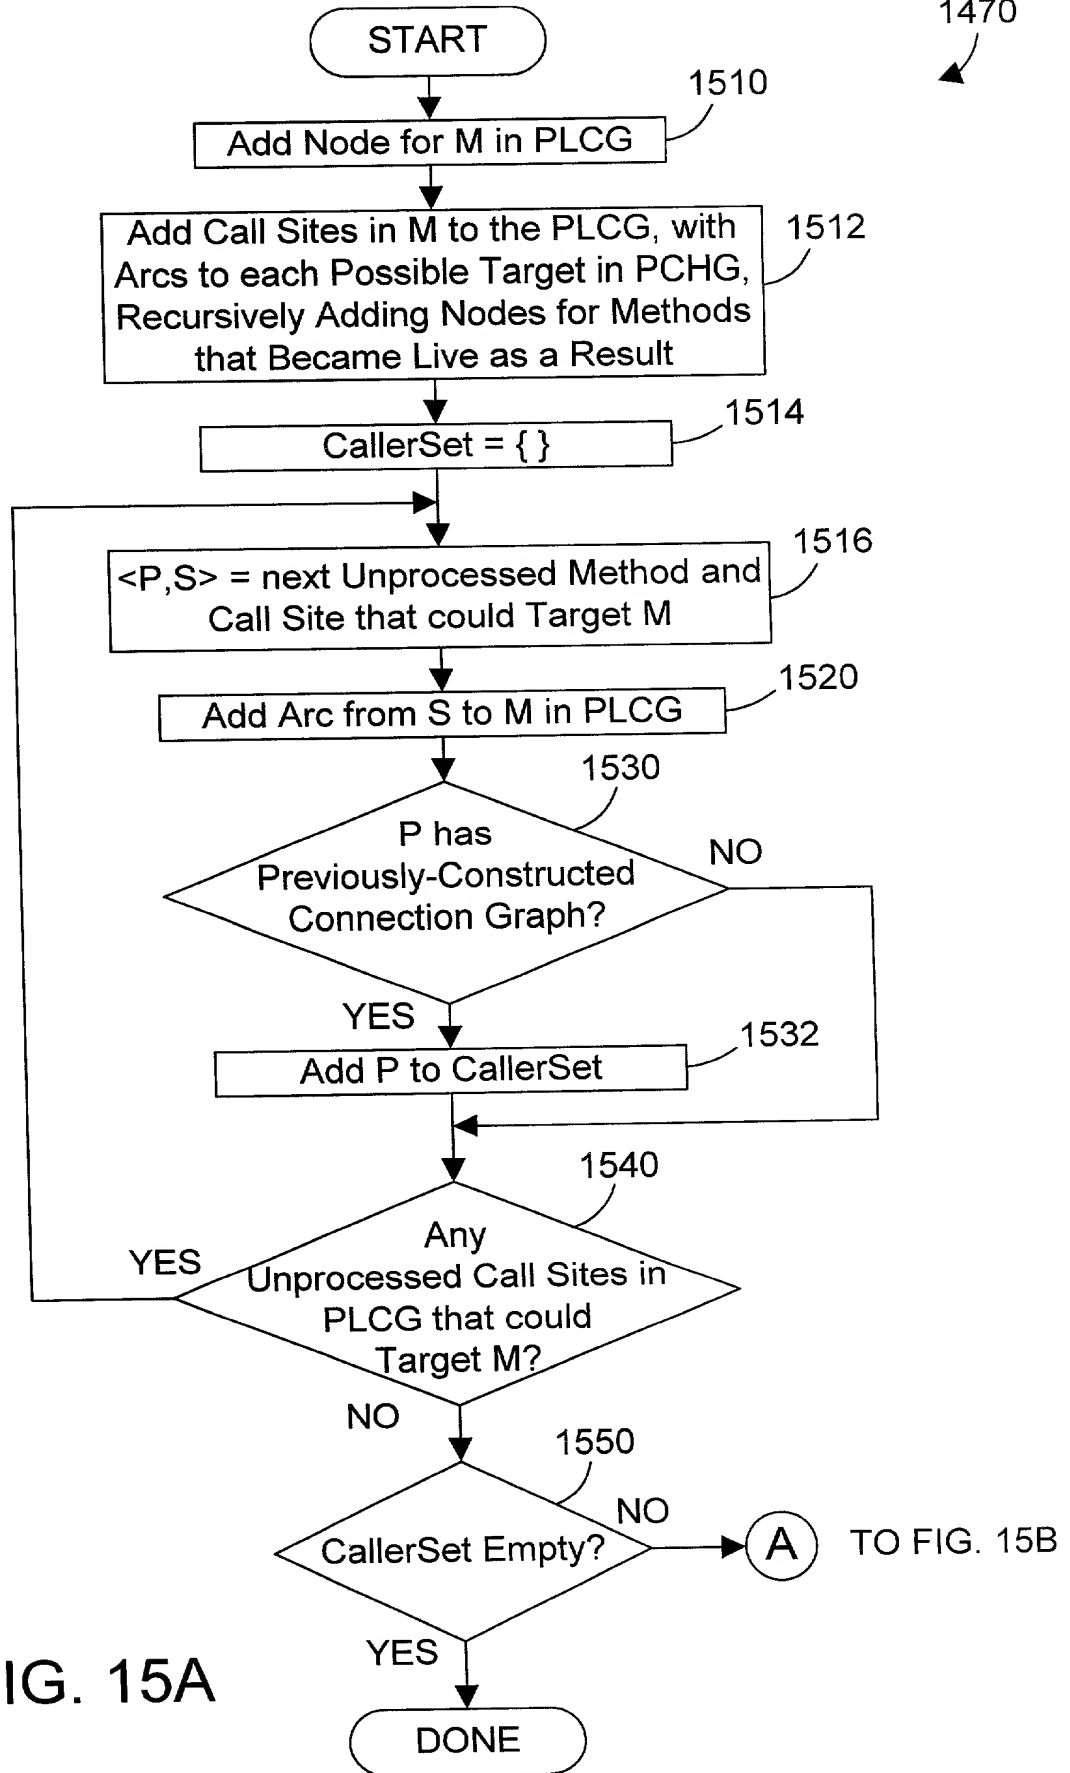 1470
START
1510
Add Node for M in PLCG
Add Call Sites in M to the PLCG, with
Arcs to each Possible Target in PCHG,
Recursively Adding Nodes for Methods
that Became Live as a Result
1512
1514
CallerSet = { }
1516
<P,S> = next Unprocessed Method and
Call Site that could Target M
1520
Add Arc from S to M in PLCG
1530
P has
Previously-Constructed
Connection Graph?
NO
YES
1532
Add P to CallerSet
1540
Any
Unprocessed Call Sites in
PLCG that could
Target M?
YES
NO
1550
CallerSet Empty?
NO
A
TO FIG. 15B
YES
IG. 15A
DONE